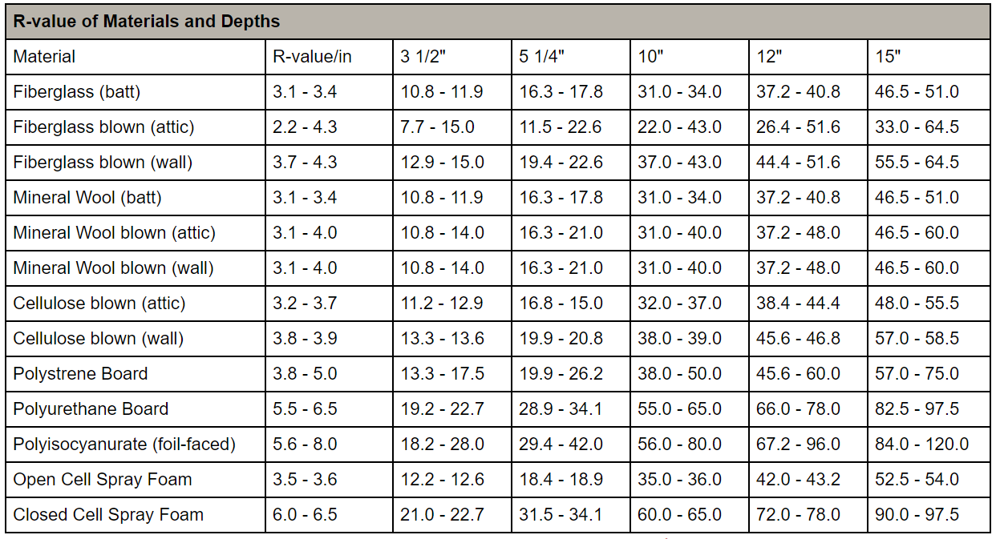 R-value of Materials and Depths
Material R-value/in 3 1/2" 5 1/4" 10" 12" 15"
Fiberglass (batt) 3.1 - 3.4 10.8 - 11.9 16.3 - 17.8 31.0 - 34.0 37.2 - 40.8 46.5 - 51.0
Fiberglass blown (attic) 2.2 - 4.3 7.7 - 15.0 11.5 - 22.6 22.0 - 43.0 26.4 - 51.6 33.0 - 64.5
Fiberglass blown (wall) 3.7 - 4.3 12.9 - 15.0 19.4 - 22.6 37.0 - 43.0 44.4 - 51.6 55.5 - 64.5
Mineral Wool (batt) 3.1 - 3.4 10.8 - 11.9 16.3 - 17.8 31.0 - 34.0 37.2 - 40.8 46.5 - 51.0
Mineral Wool blown (attic) 3.1 - 4.0 10.8 - 14.0 16.3 - 21.0 31.0 - 40.0 37.2 - 48.0 46.5 - 60.0
Mineral Wool blown (wall) 3.1 - 4.0 10.8 - 14.0 16.3 - 21.0 31.0 - 40.0 37.2 - 48.0 46.5 - 60.0
Cellulose blown (attic) 3.2 - 3.7 11.2 - 12.9 16.8 - 15.0 32.0 - 37.0 38.4 - 44.4 48.0 - 55.5
Cellulose blown (wall) 3.8 - 3.9 13.3 - 13.6 19.9 - 20.8 38.0 - 39.0 45.6 - 46.8 57.0 - 58.5
Polystrene Board 3.8 - 5.0 13.3 - 17.5 19.9 - 26.2 38.0 - 50.0 45.6 - 60.0 57.0 - 75.0
Polyurethane Board 5.5 - 6.5 19.2 - 22.7 28.9 - 34.1 55.0 - 65.0 66.0 - 78.0 82.5 - 97.5
Polyisocyanurate (foil-faced) 5.6 - 8.0 18.2 - 28.0 29.4 - 42.0 56.0 - 80.0 67.2 - 96.0 84.0 - 120.0
Open Cell Spray Foam 3.5 - 3.6 12.2 - 12.6 18.4 - 18.9 35.0 - 36.0 42.0 - 43.2 52.5 - 54.0
Closed Cell Spray Foam 6.0 - 6.5 21.0 - 22.7 31.5 - 34.1 60.0 - 65.0 72.0 - 78.0 90.0 - 97.5